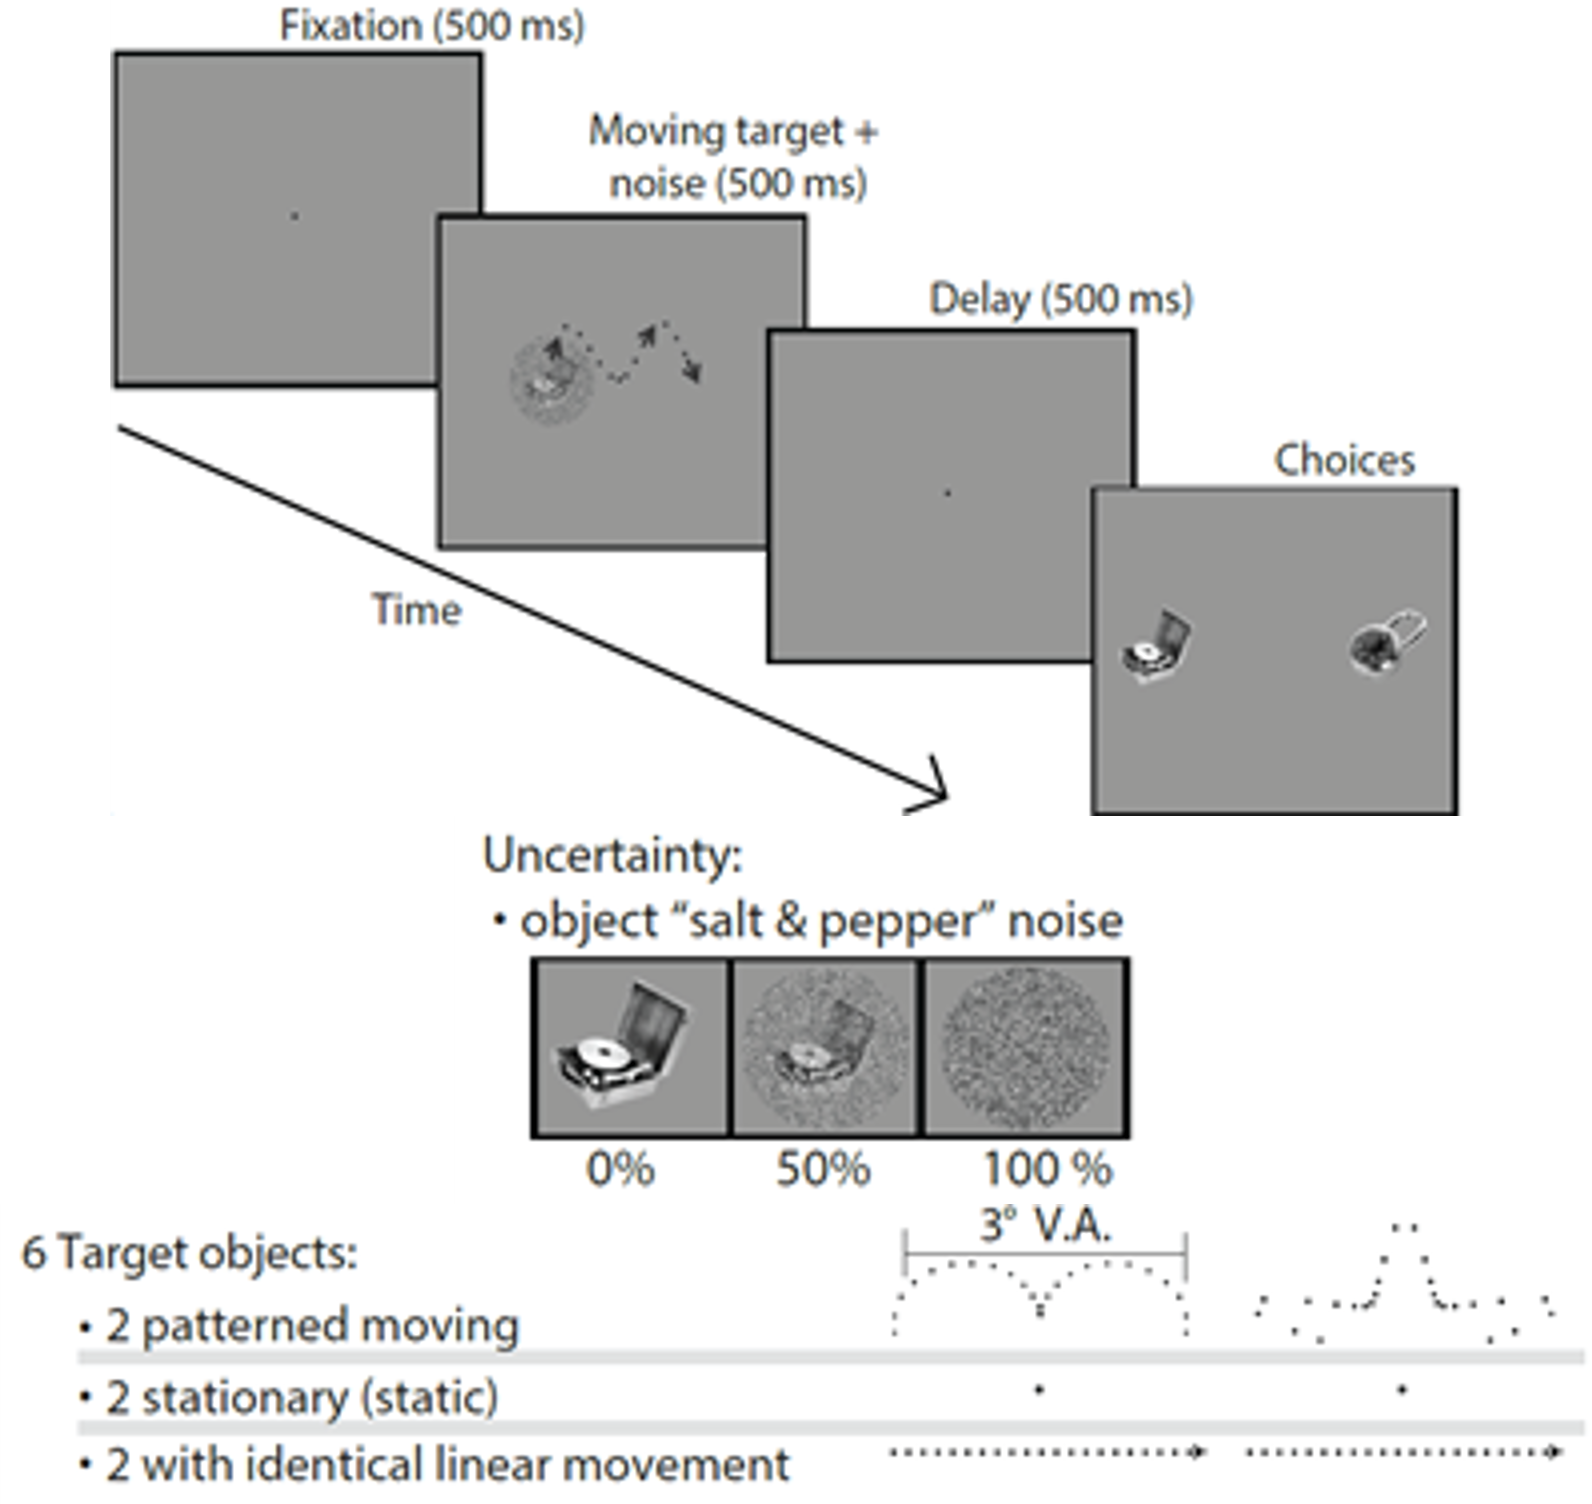 Fixation (500 ms)
Moving target +
noise (500 ms)
Delay (500 ms)
Choices
Time
Uncertainty:
• object “salt & pepper” noise
0%
50%
100 %
3° V.A.
6 Target objects:
• 2 patterned moving
• 2 stationary (static)
• 2 with identical linear movement